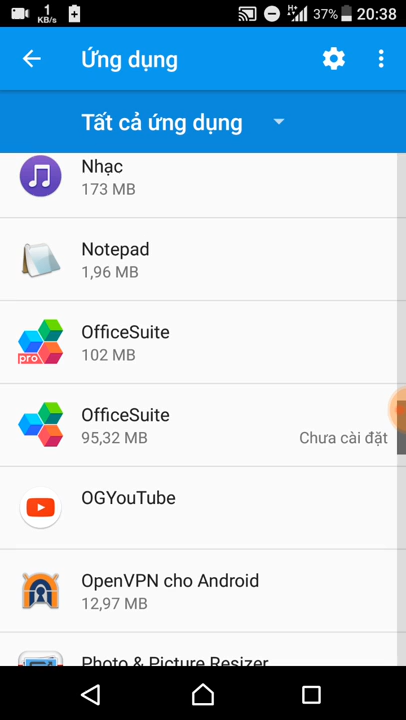 1
KB/s
H+
37%
20:38
Ứng dụng
Tất cả ứng dụng
Nhạc
173 MB
Notepad
1,96 MB
pro
OfficeSuite
102 MB
OfficeSuite
95,32 MB
Chưa cài đặt
OGYouTube
OpenVPN cho Android
12,97 MB
Photo & Picture Resizer